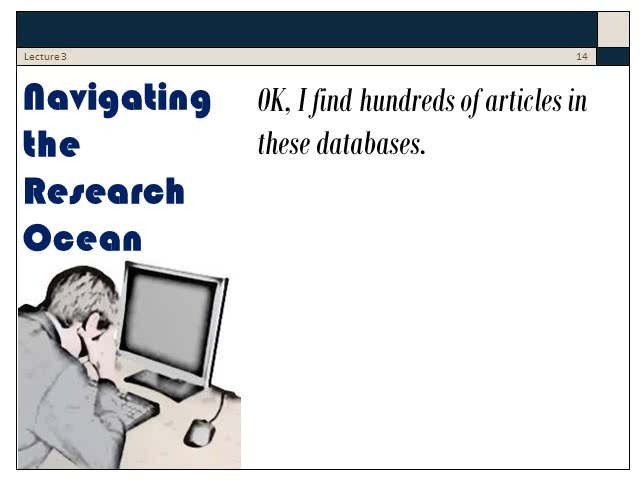 Lecture 3
14
Navigating
the
Research
Ocean
OK, I find hundreds of articles in
these databases.